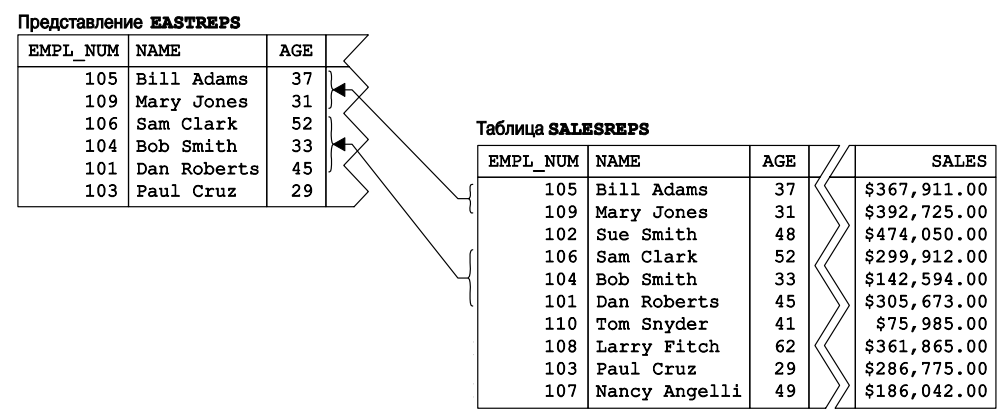 Представление EASTREPS
EMPL_NUM NAME AGE
105 Bill Adams 37
109 Mary Jones 31
106 Sam Clark 52
104 Bob Smith 33
101 Dan Roberts 45
103 Paul Cruz 29
Таблица SALESREPS
EMPL_NUM NAME AGE SALES
105 Bill Adams 37 $367,911.00
109 Mary Jones 31 $392,725.00
102 Sue Smith 48 $474,050.00
106 Sam Clark 52 $299,912.00
104 Bob Smith 33 $142,594.00
101 Dan Roberts 45 $305,673.00
110 Tom Snyder 41 $75,985.00
108 Larry Fitch 62 $361,865.00
103 Paul Cruz 29 $286,775.00
107 Nancy Angelli 49 $186,042.00